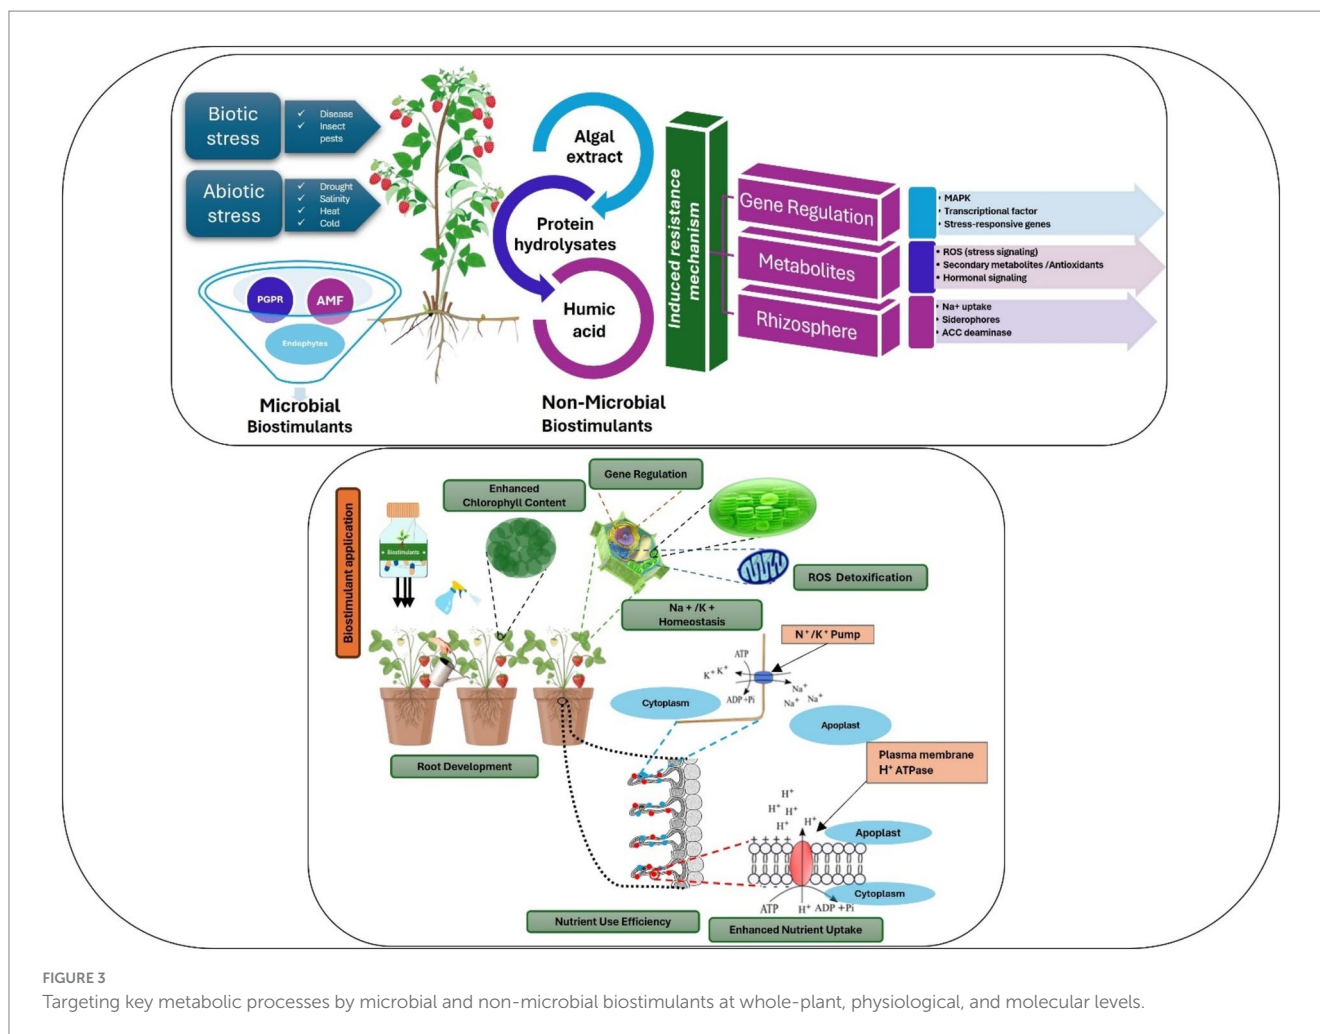 Biotic
stress
✓ Disease
✓ Insect
pests
Abiotic
stress
✓ Drought
✓ Salinity
✓ Heat
✓ Cold
PGPR
AMF
Endophytes
Microbial
Biostimulants
Algal
extract
Protein
hydrolysates
Humic
acid
Non-Microbial
Biostimulants
Induced resistance
mechanism
Gene Regulation
Metabolites
Rhizosphere
• MAPK
• Transcriptional factor
• Stress-responsive genes
• ROS (stress signaling)
• Secondary metabolites /Antioxidants
• Hormonal signaling
• Na+ uptake
• Siderophores
• ACC deaminase
Biostimulant application
Biostimulants
Enhanced
Chlorophyll Content
Gene Regulation
ROS Detoxification
Na + /K +
Homeostasis
N⁺/K⁺ Pump
ATP
K⁺ K⁺
ADP+Pi
Na⁺
Na⁺ Na⁺
Cytoplasm
Apoplast
Root Development
Plasma membrane
H⁺ ATPase
H⁺
H⁺ H⁺
H⁺ H⁺
Apoplast
+ + + +
- - - -
Cytoplasm
ATP H⁺ ADP +Pi
Nutrient Use Efficiency
Enhanced Nutrient Uptake
FIGURE 3
Targeting key metabolic processes by microbial and non-microbial biostimulants at whole-plant, physiological, and molecular levels.